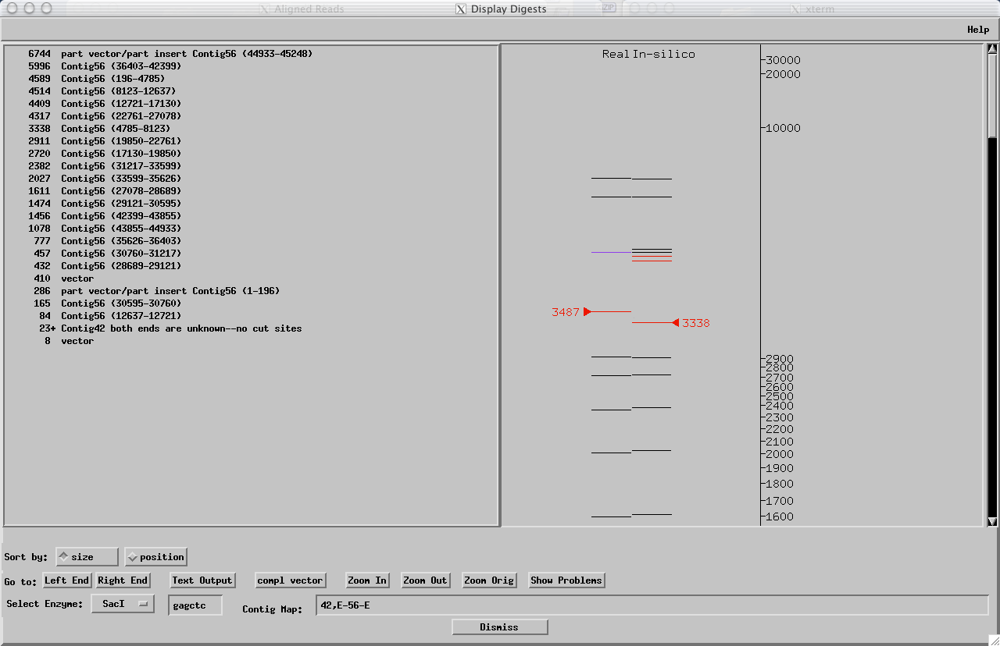 Aligned Reads
Display Digests
ZIP
xterm
Help
6744 part vector/part insert Contig56 (44933-45248)
5996 Contig56 (36403-42399)
4589 Contig56 (196-4785)
4514 Contig56 (8123-12637)
4409 Contig56 (12721-17130)
4317 Contig56 (22761-27078)
3338 Contig56 (4785-8123)
2911 Contig56 (19850-22761)
2720 Contig56 (17130-19850)
2382 Contig56 (31217-33599)
2027 Contig56 (33599-35626)
1611 Contig56 (27078-28689)
1474 Contig56 (29121-30595)
1456 Contig56 (42399-43855)
1078 Contig56 (43855-44933)
777 Contig56 (35626-36403)
457 Contig56 (30760-31217)
432 Contig56 (28689-29121)
410 vector
286 part vector/part insert Contig56 (1-196)
165 Contig56 (30595-30760)
84 Contig56 (12637-12721)
23+ Contig42 both ends are unknown--no cut sites
8 vector
Real In-silico
30000
20000
10000
3487
3338
2900
2800
2700
2600
2500
2400
2300
2200
2100
2000
1900
1800
1700
1600
Sort by: size position
Go to: Left End Right End Text Output compl vector Zoom In Zoom Out Zoom Orig Show Problems
Select Enzyme: SacI gagctc Contig Map: 42,E-56-E
Dismiss